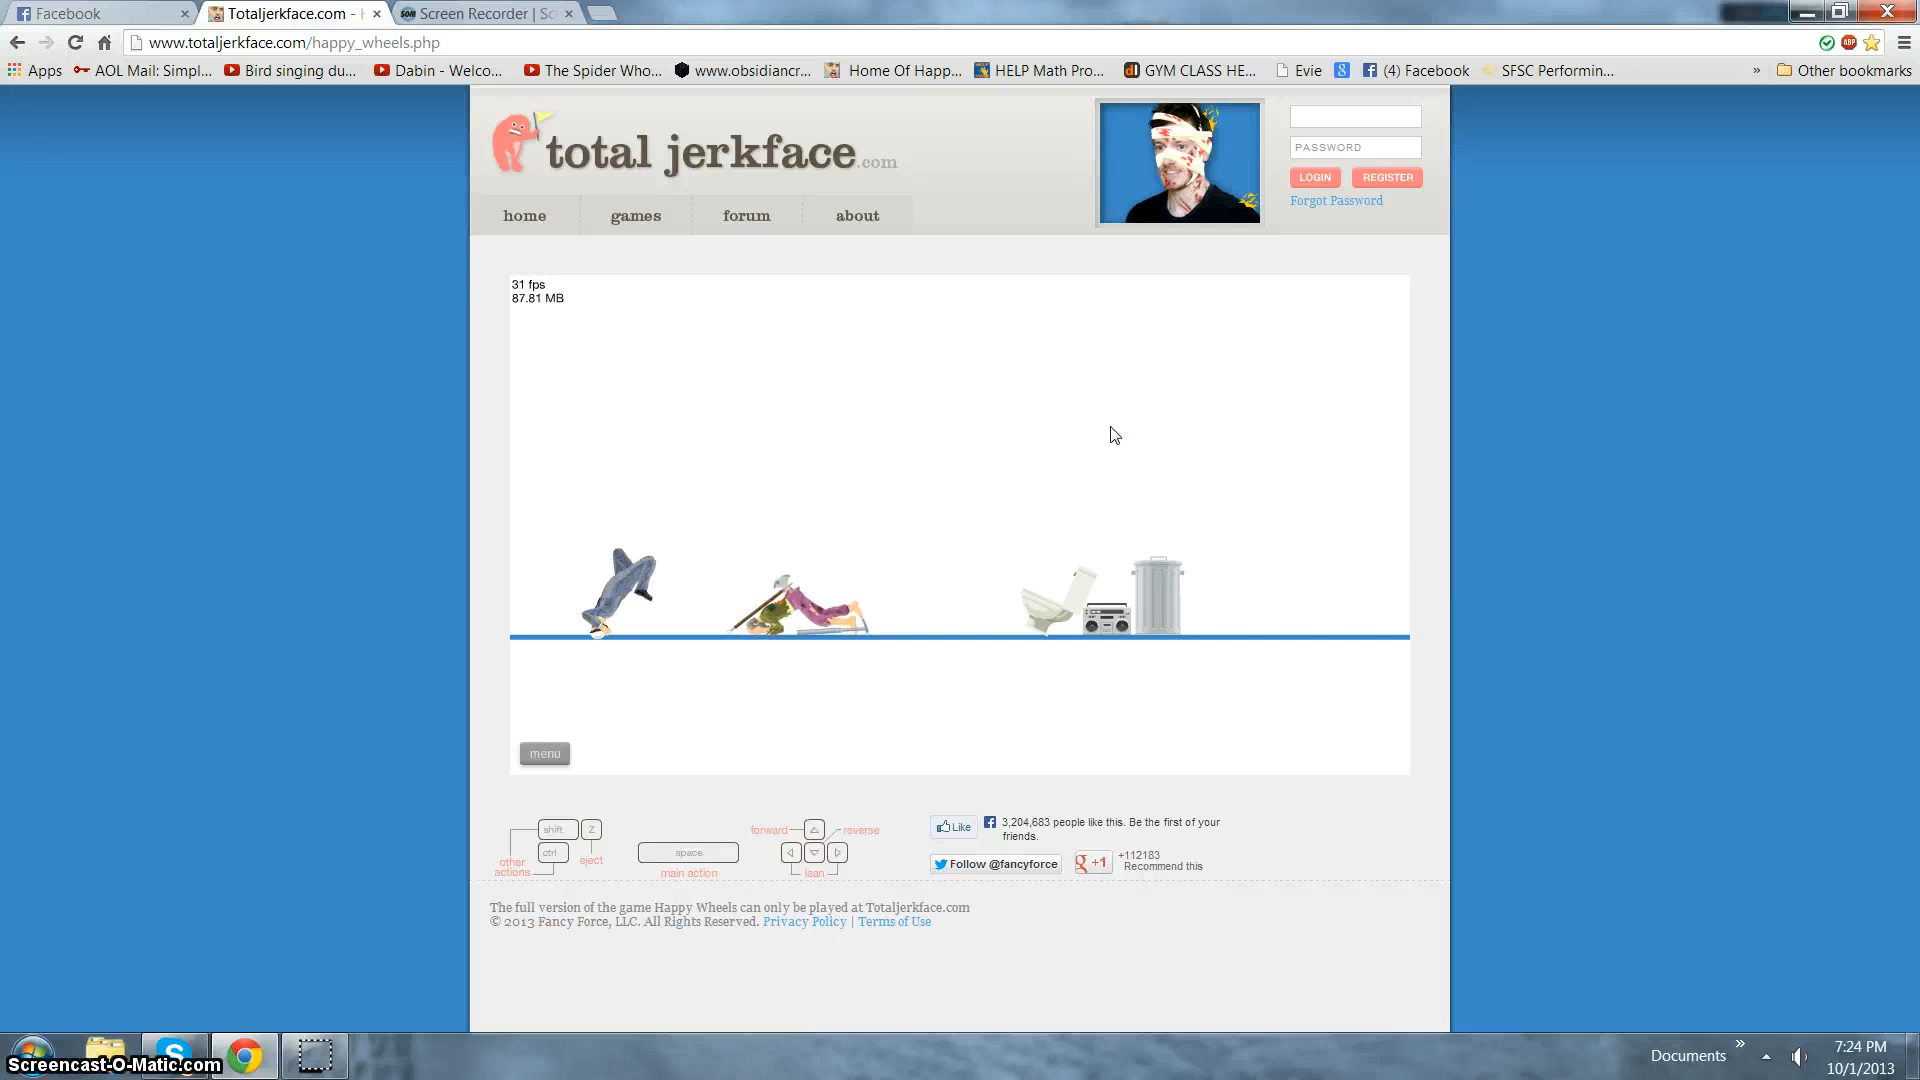 Facebook
Totaljerkface.com -
Screen Recorder | Sc
www.totaljerkface.com/happy_wheels.php
ABP
Apps
AOL Mail: Simpl...
Bird singing du...
Dabin - Welco...
The Spider Who...
www.obsidiancr...
Home Of Happ...
HELP Math Pro...
GYM CLASS HE...
Evie
(4) Facebook
SFSC Performin...
»
Other bookmarks
total jerkface.com
PASSWORD
LOGIN REGISTER
Forgot Password
home games forum about
31 fps
87.81 MB
menu
shift Z
ctrl
other
actions
eject
space
main action
forward
reverse
lean
Like
3,204,683 people like this. Be the first of your
friends.
Follow @fancyforce
+1
+112183
Recommend this
The full version of the game Happy Wheels can only be played at Totaljerkface.com
© 2013 Fancy Force, LLC. All Rights Reserved. Privacy Policy | Terms of Use
Screencast-O-Matic.com
Documents
»
7:24 PM
10/1/2013